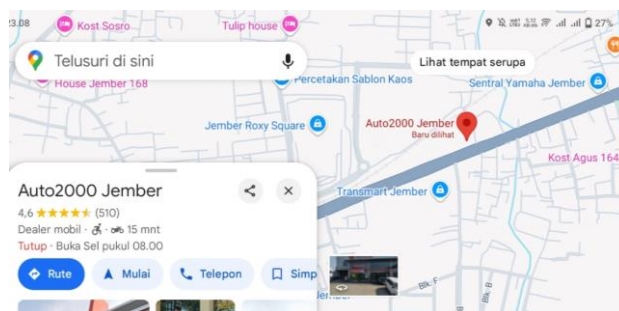 23.08
27%
Kost Sosro
Tulip house
Telusuri di sini
Lihat tempat serupa
House Jember 168
Percetakan Sablon Kaos
Sentral Yamaha Jember
Jember Roxy Square
Auto2000 Jember
Baru dilihat
Kost Agus 164
Transmart Jember
Auto2000 Jember
4,6 (510)
Dealer mobil · 15 mnt
Tutup · Buka Sel pukul 08.00
Rute
Mulai
Telepon
Simp
Jember
Blk. F
Blk. B